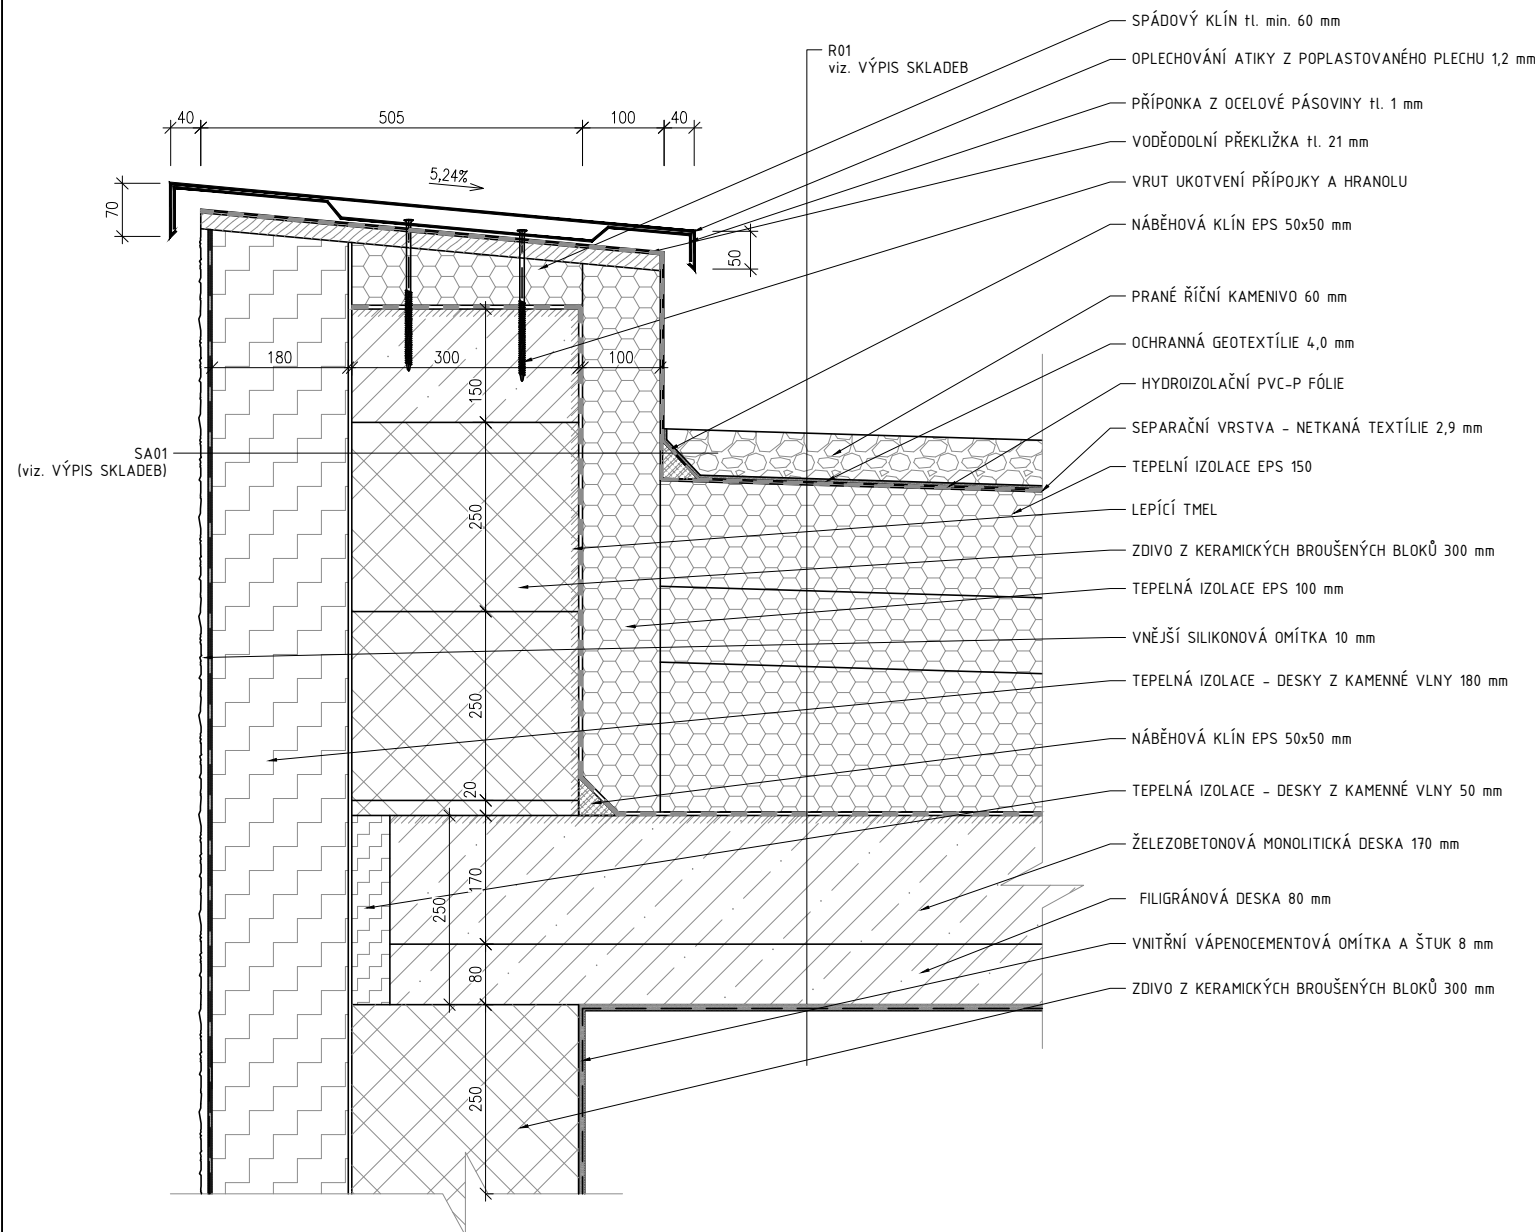 SPÁDOVÝ KLÍN tl. min. 60 mm
R01
viz. VÝPIS SKLADEB
OPLECHOVÁNÍ ATIKY Z POPLASTOVANÉHO PLECHU 1,2 mm
PŘÍPONKA Z OCELOVÉ PÁSOVINY tl. 1 mm
40
505
100
40
VODĚODOLNÍ PŘEKLIŽKA tl. 21 mm
5,24%
VRUT UKOTVENÍ PŘÍPOJKY A HRANOLU
70
NÁBĚHOVÁ KLÍN EPS 50x50 mm
50
PRANÉ ŘÍČNÍ KAMENIVO 60 mm
OCHRANNÁ GEOTEXTÍLIE 4,0 mm
180
300
100
HYDROIZOLAČNÍ PVC-P FÓLIE
150
SEPARAČNÍ VRSTVA - NETKANÁ TEXTÍLIE 2,9 mm
SA01
(viz. VÝPIS SKLADEB)
TEPELNÍ IZOLACE EPS 150
LEPÍCÍ TMEL
250
ZDIVO Z KERAMICKÝCH BROUŠENÝCH BLOKŮ 300 mm
TEPELNÁ IZOLACE EPS 100 mm
VNĚJŠÍ SILIKONOVÁ OMÍTKA 10 mm
TEPELNÁ IZOLACE - DESKY Z KAMENNÉ VLNY 180 mm
250
NÁBĚHOVÁ KLÍN EPS 50x50 mm
20
TEPELNÁ IZOLACE - DESKY Z KAMENNÉ VLNY 50 mm
ŽELEZOBETONOVÁ MONOLITICKÁ DESKA 170 mm
170
250
FILIGRÁNOVÁ DESKA 80 mm
VNITŘNÍ VÁPENOCEMENTOVÁ OMÍTKA A ŠTUK 8 mm
80
ZDIVO Z KERAMICKÝCH BROUŠENÝCH BLOKŮ 300 mm
250